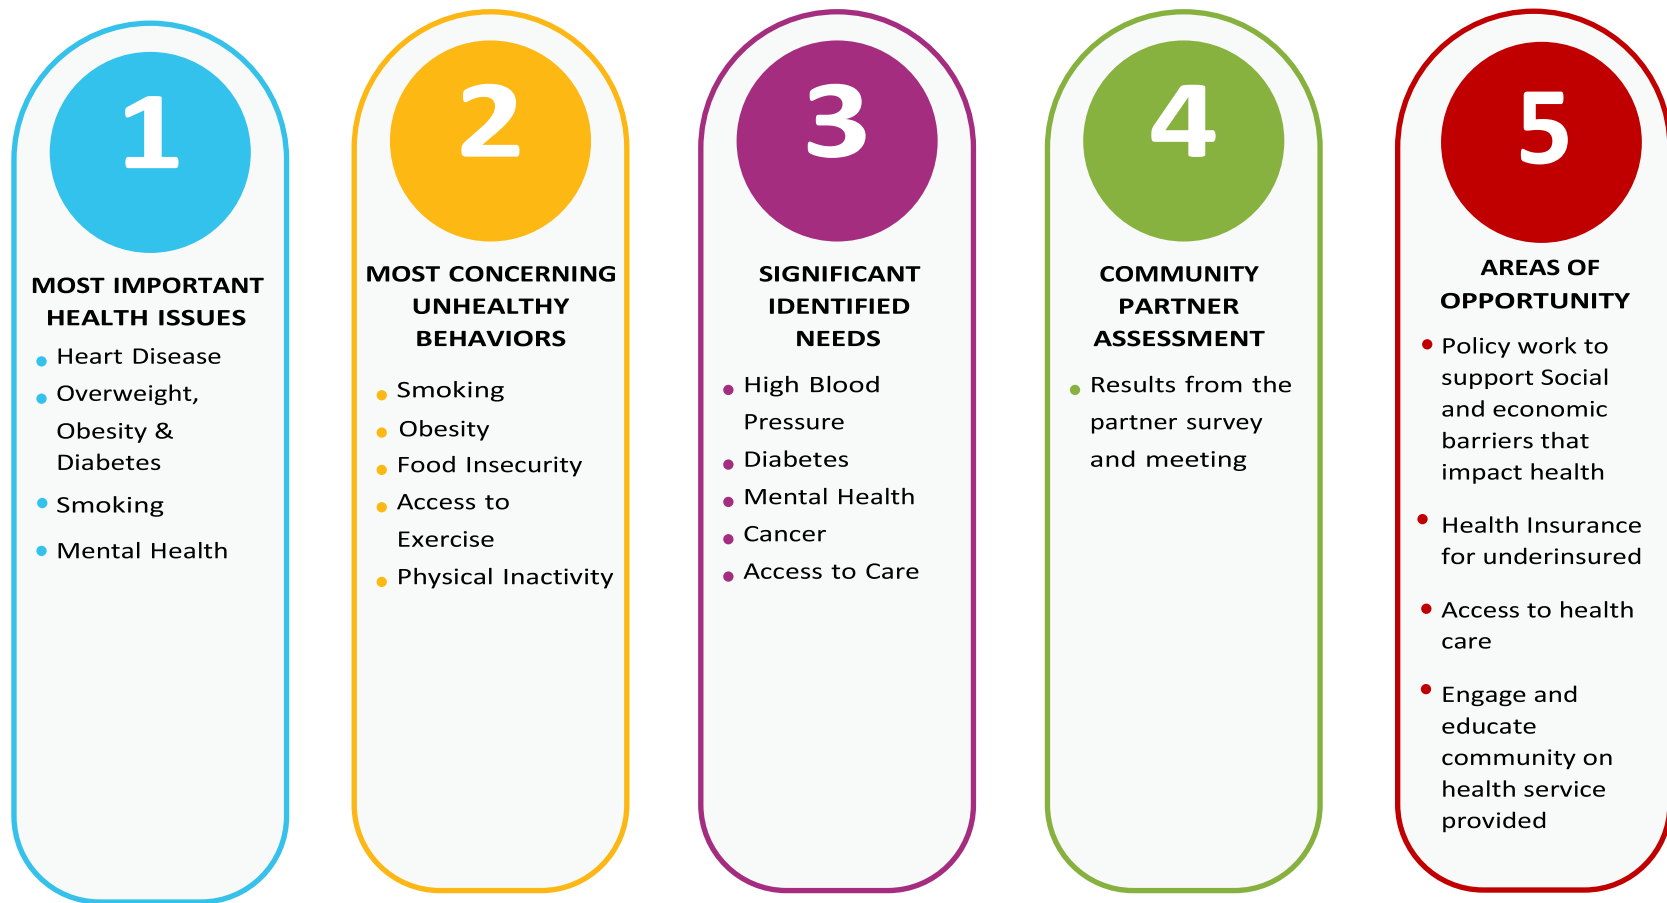 1
MOST IMPORTANT
HEALTH ISSUES
• Heart Disease
• Overweight,
Obesity &
Diabetes
• Smoking
• Mental Health
2
MOST CONCERNING
UNHEALTHY
BEHAVIORS
• Smoking
• Obesity
• Food Insecurity
• Access to
Exercise
• Physical Inactivity
3
SIGNIFICANT
IDENTIFIED
NEEDS
• High Blood
Pressure
• Diabetes
• Mental Health
• Cancer
• Access to Care
4
COMMUNITY
PARTNER
ASSESSMENT
• Results from the
partner survey
and meeting
5
AREAS OF
OPPORTUNITY
• Policy work to
support Social
and economic
barriers that
impact health
• Health Insurance
for underinsured
• Access to health
care
• Engage and
educate
community on
health service
provided